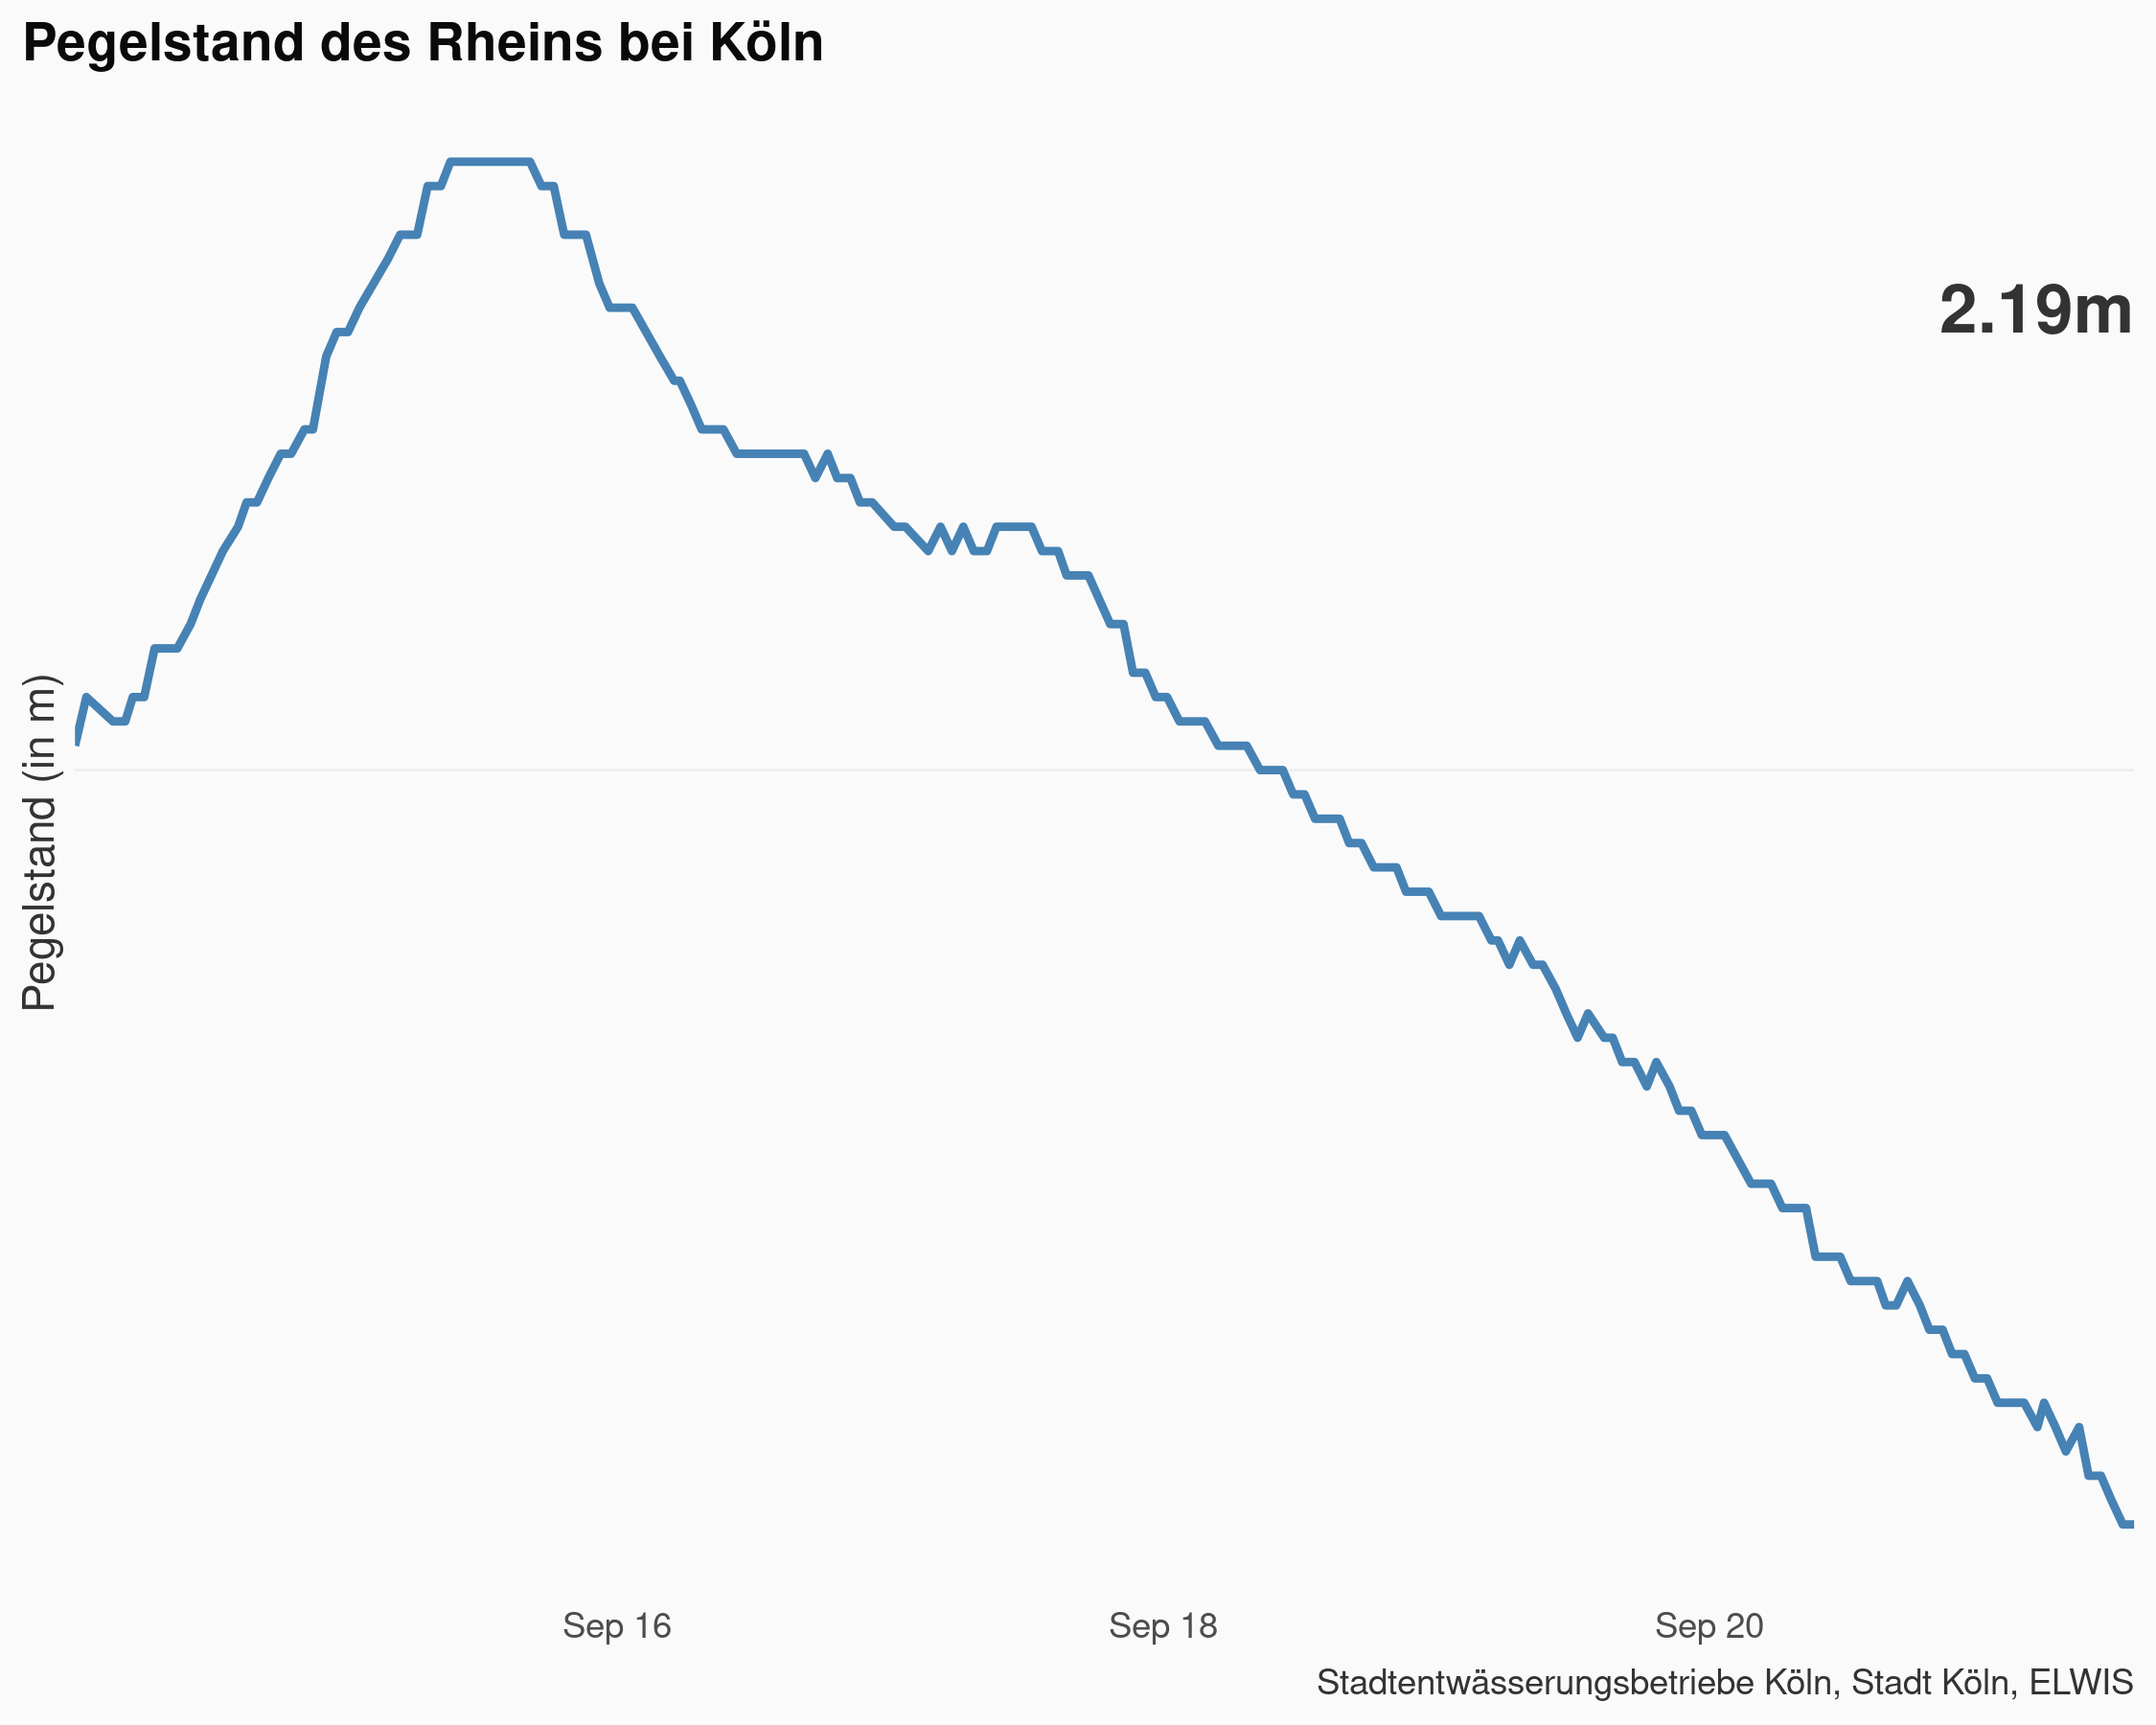 Pegelstand des Rheins bei Köln
2.19m
Pegelstand (in m)
Sep 16
Sep 18
Sep 20
Stadtentwässerungsbetriebe Köln, Stadt Köln, ELWIS